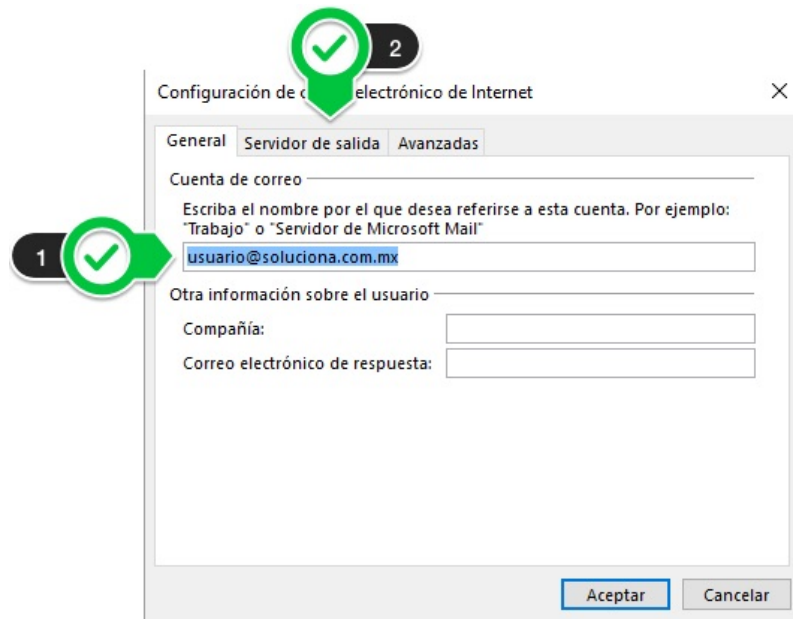 2
Configuración de c electrónico de Internet
General Servidor de salida Avanzadas
Cuenta de correo
Escriba el nombre por el que desea referirse a esta cuenta. Por ejemplo:
"Trabajo" o "Servidor de Microsoft Mail"
1
usuario@soluciona.com.mx
Otra información sobre el usuario
Compañía:
Correo electrónico de respuesta:
Aceptar Cancelar